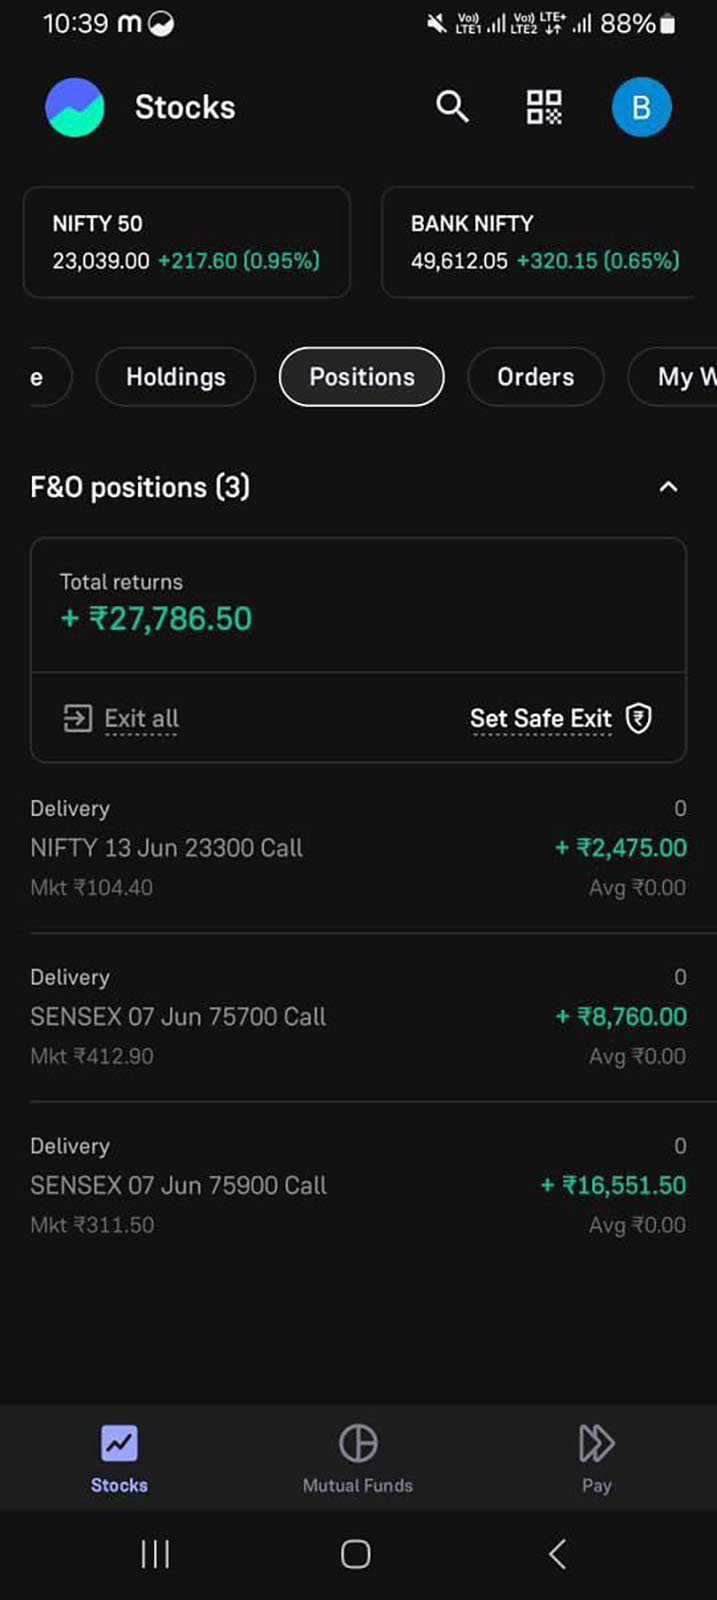 10:39 m Vo)) LTE1 Vo)) LTE2 LTE+ 88%
Stocks B
NIFTY 50
23,039.00 +217.60 (0.95%)
BANK NIFTY
49,612.05 +320.15 (0.65%)
e Holdings Positions Orders My W
F&O positions (3)
Total returns
+ ₹27,786.50
Exit all Set Safe Exit ₹
Delivery 0
NIFTY 13 Jun 23300 Call + ₹2,475.00
Mkt ₹104.40 Avg ₹0.00
Delivery 0
SENSEX 07 Jun 75700 Call + ₹8,760.00
Mkt ₹412.90 Avg ₹0.00
Delivery 0
SENSEX 07 Jun 75900 Call + ₹16,551.50
Mkt ₹311.50 Avg ₹0.00
Stocks Mutual Funds Pay